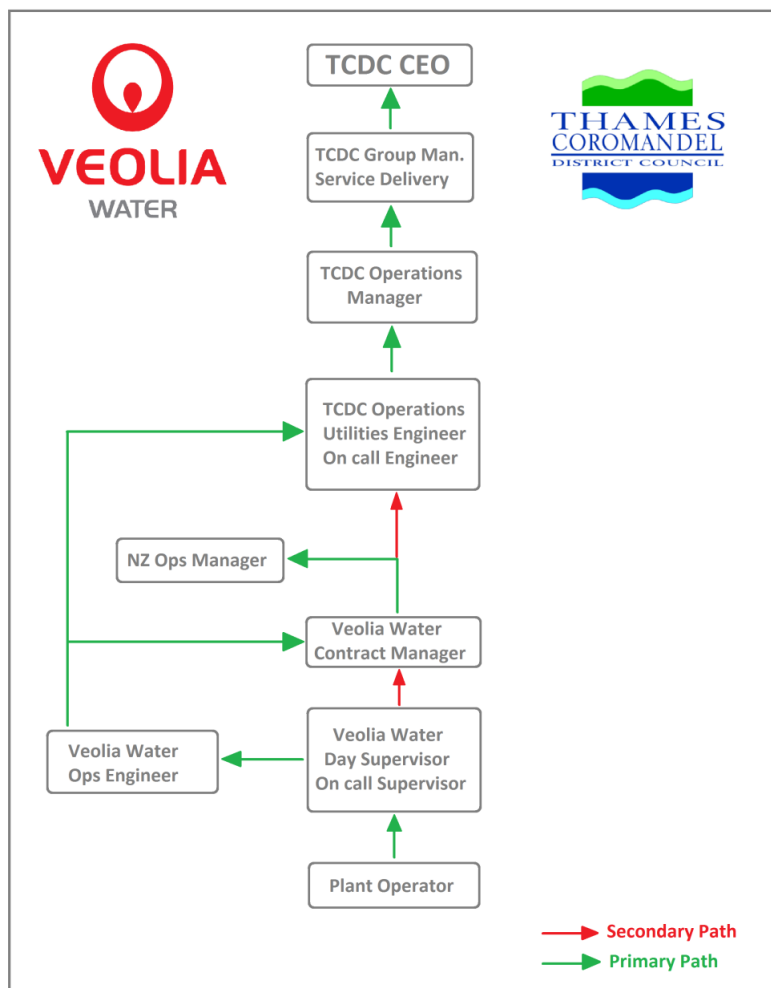 TCDC CEO
VEOLIA
WATER
THAMES
COROMANDEL
DISTRICT COUNCIL
TCDC Group Man.
Service Delivery
TCDC Operations
Manager
TCDC Operations
Utilities Engineer
On call Engineer
NZ Ops Manager
Veolia Water
Contract Manager
Veolia Water
Ops Engineer
Veolia Water
Day Supervisor
On call Supervisor
Plant Operator
Secondary Path
Primary Path